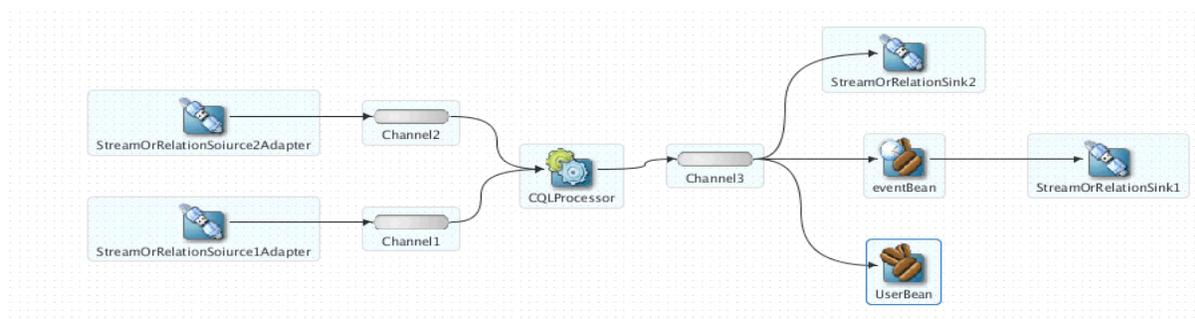 StreamOrRelationSink2
StreamOrRelationSoiurce2Adapter
Channel2
CQLProcessor
Channel3
eventBean
StreamOrRelationSink1
StreamOrRelationSoiurce1Adapter
Channel1
UserBean